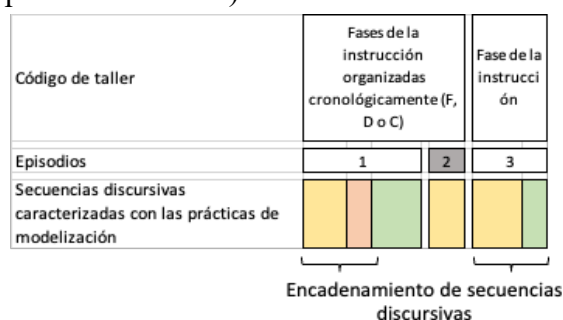 Fases de la
instrucción
organizadas
cronológicamente (F,
D o C)
Fase de la
instrucci
ón
Código de taller
Episodios
1
2
3
Secuencias discursivas
caracterizadas con las prácticas de
modelización
Encadenamiento de secuencias
discursivas